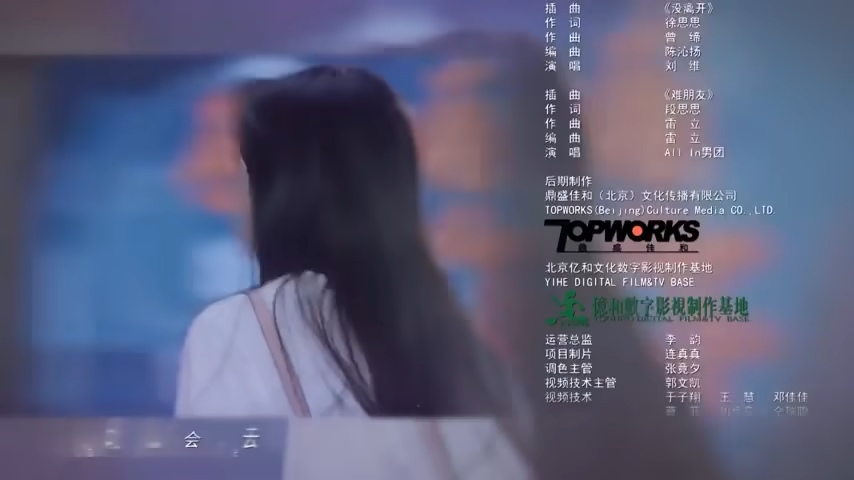 插 曲 《没离开》
作 词 徐思思
作 曲 曾 缔
编 曲 陈沁扬
演 唱 刘 维
插 曲 《难朋友》
作 词 段思思
作 曲 雷 立
编 曲 雷 立
演 唱 All In男团
后期制作
鼎盛佳和（北京）文化传播有限公司
TOPWORKS(Beijing)Culture Media CO.,LTD
TOPWORKS
鼎 盛 佳 和
北京亿和文化数字影视制作基地
YIHE DIGITAL FILM&TV BASE
億和數字影視制作基地
DIGITAL FILM&TV BASE
运营总监 李 韵
项目制片 连真真
调色主管 张竟夕
视频技术主管 郭文凯
视频技术 于子翔 王 慧 邓佳佳
会 云